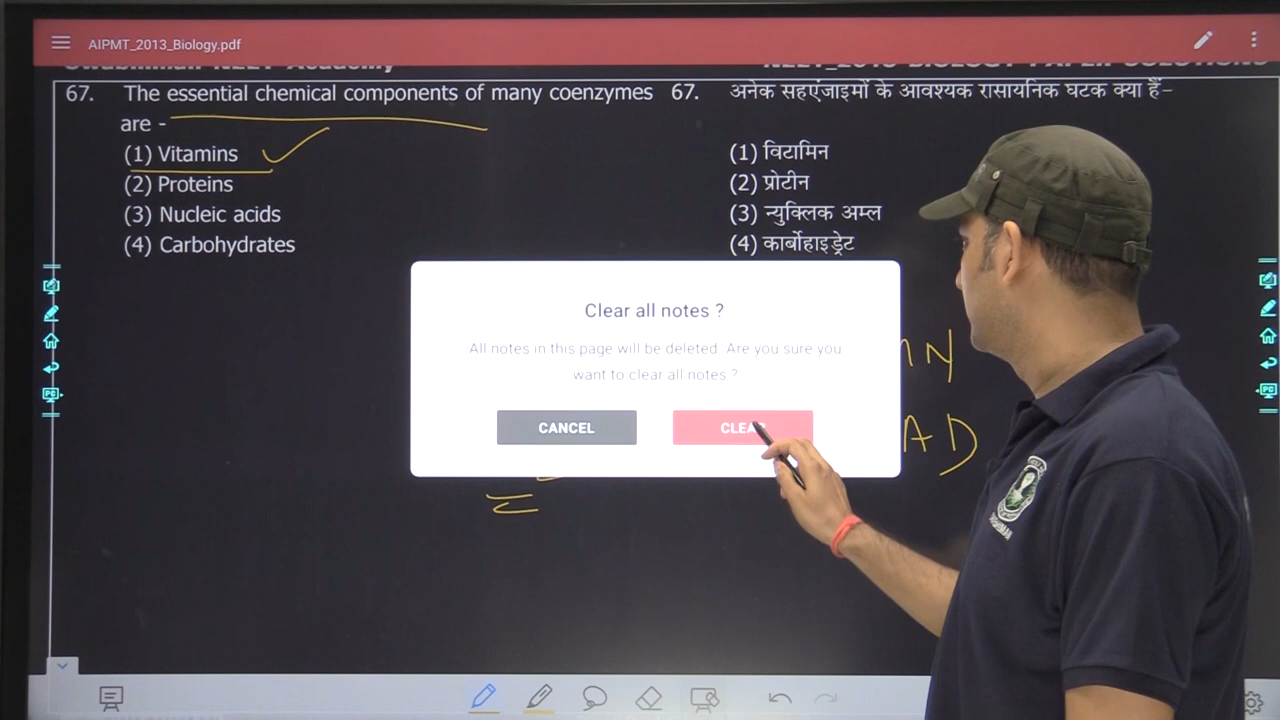 AIPMT_2013_Biology.pdf
67. The essential chemical components of many coenzymes
are -
(1) Vitamins
(2) Proteins
(3) Nucleic acids
(4) Carbohydrates
67. अनेक सहएंजाइमों के आवश्यक रासायनिक घटक क्या हैं-
(1) विटामिन
(2) प्रोटीन
(3) न्युक्लिक अम्ल
(4) कार्बोहाइड्रेट
Clear all notes ?
All notes in this page will be deleted. Are you sure you
want to clear all notes ?
CANCEL
CLEAR
N
AD